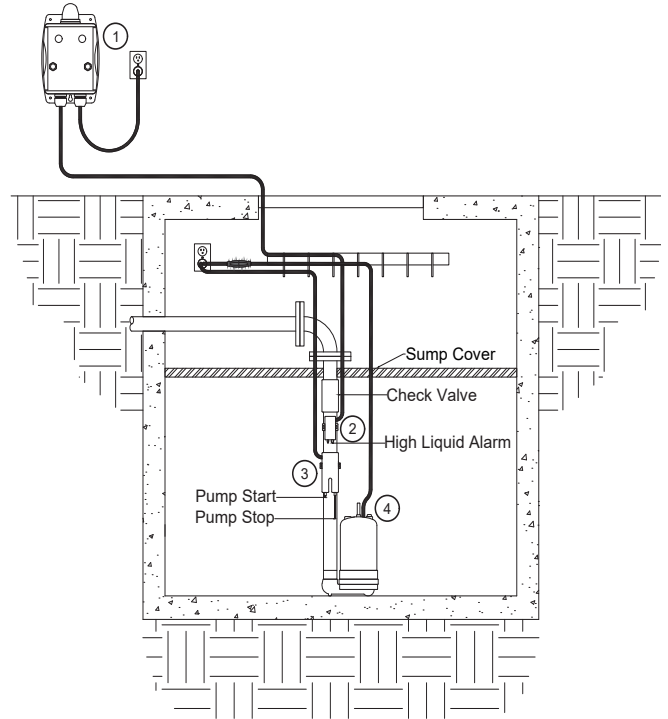 1
Sump Cover
Check Valve
2
High Liquid Alarm
3
Pump Start
4
Pump Stop